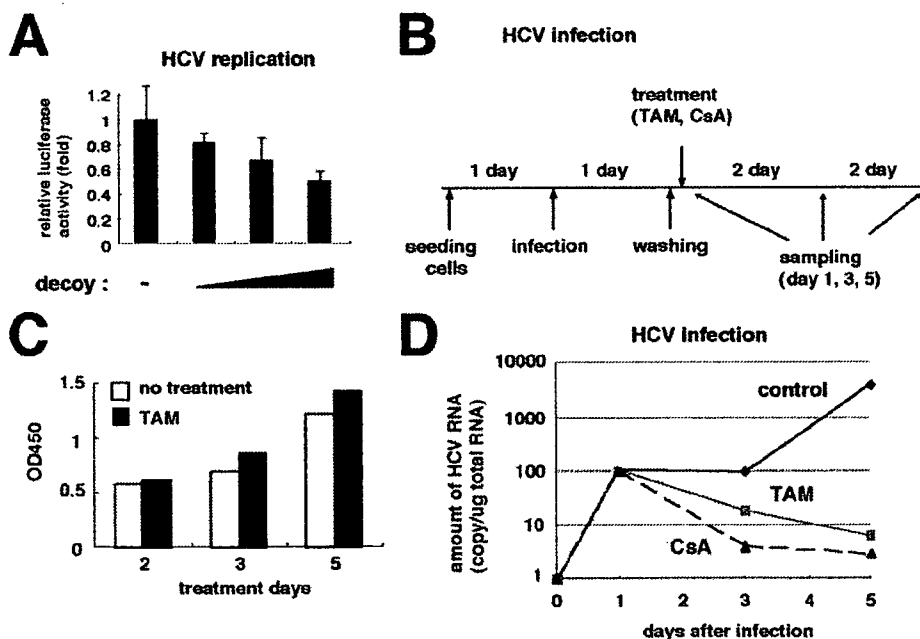 A
HCV replication
relative luciferase
activity (fold)
1.2
1
0.8
0.6
0.4
0.2
0
decoy :
-
B
HCV infection
treatment
(TAM, CsA)
1 day
1 day
2 day
2 day
seeding
cells
infection
washing
sampling
(day 1, 3, 5)
C
no treatment
TAM
OD450
1.5
1
0.5
0
2
3
5
treatment days
D
HCV infection
amount of HCV RNA
(copy/ug total RNA)
10000
1000
100
10
1
control
TAM
CsA
0
1
2
3
4
5
days after infection